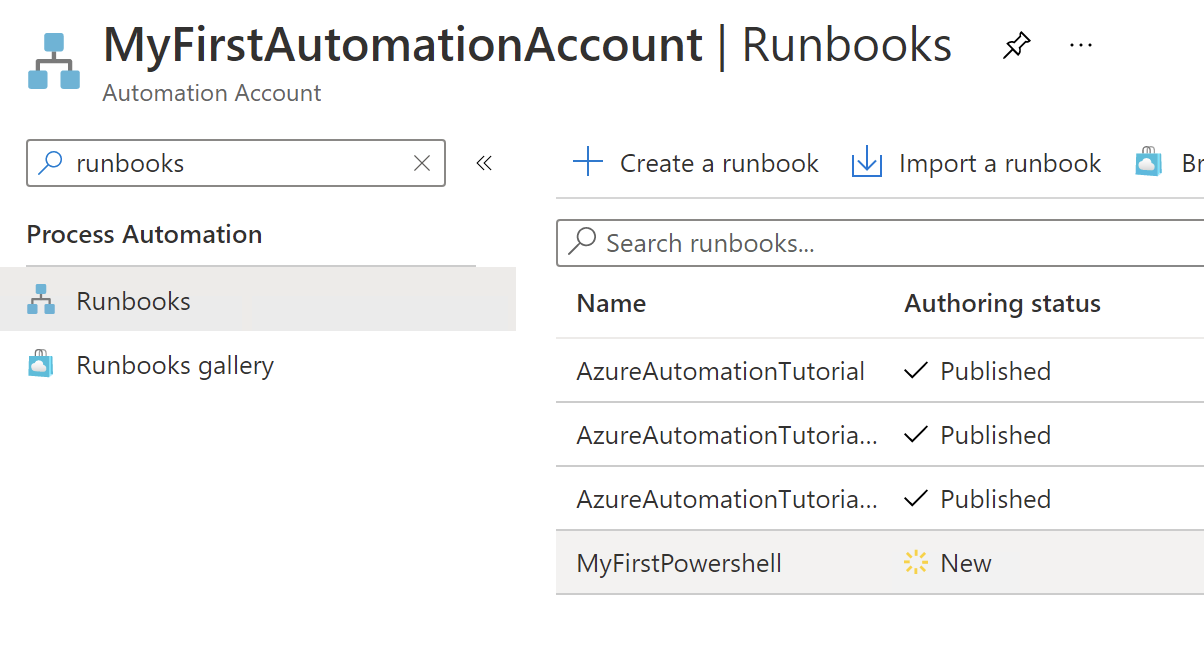 MyFirstAutomationAccount | Runbooks ...
Automation Account
runbooks
Process Automation
Runbooks
Runbooks gallery
Create a runbook Import a runbook Br
Search runbooks...
Name Authoring status
AzureAutomationTutorial Published
AzureAutomationTutoria... Published
AzureAutomationTutoria... Published
MyFirstPowershell New